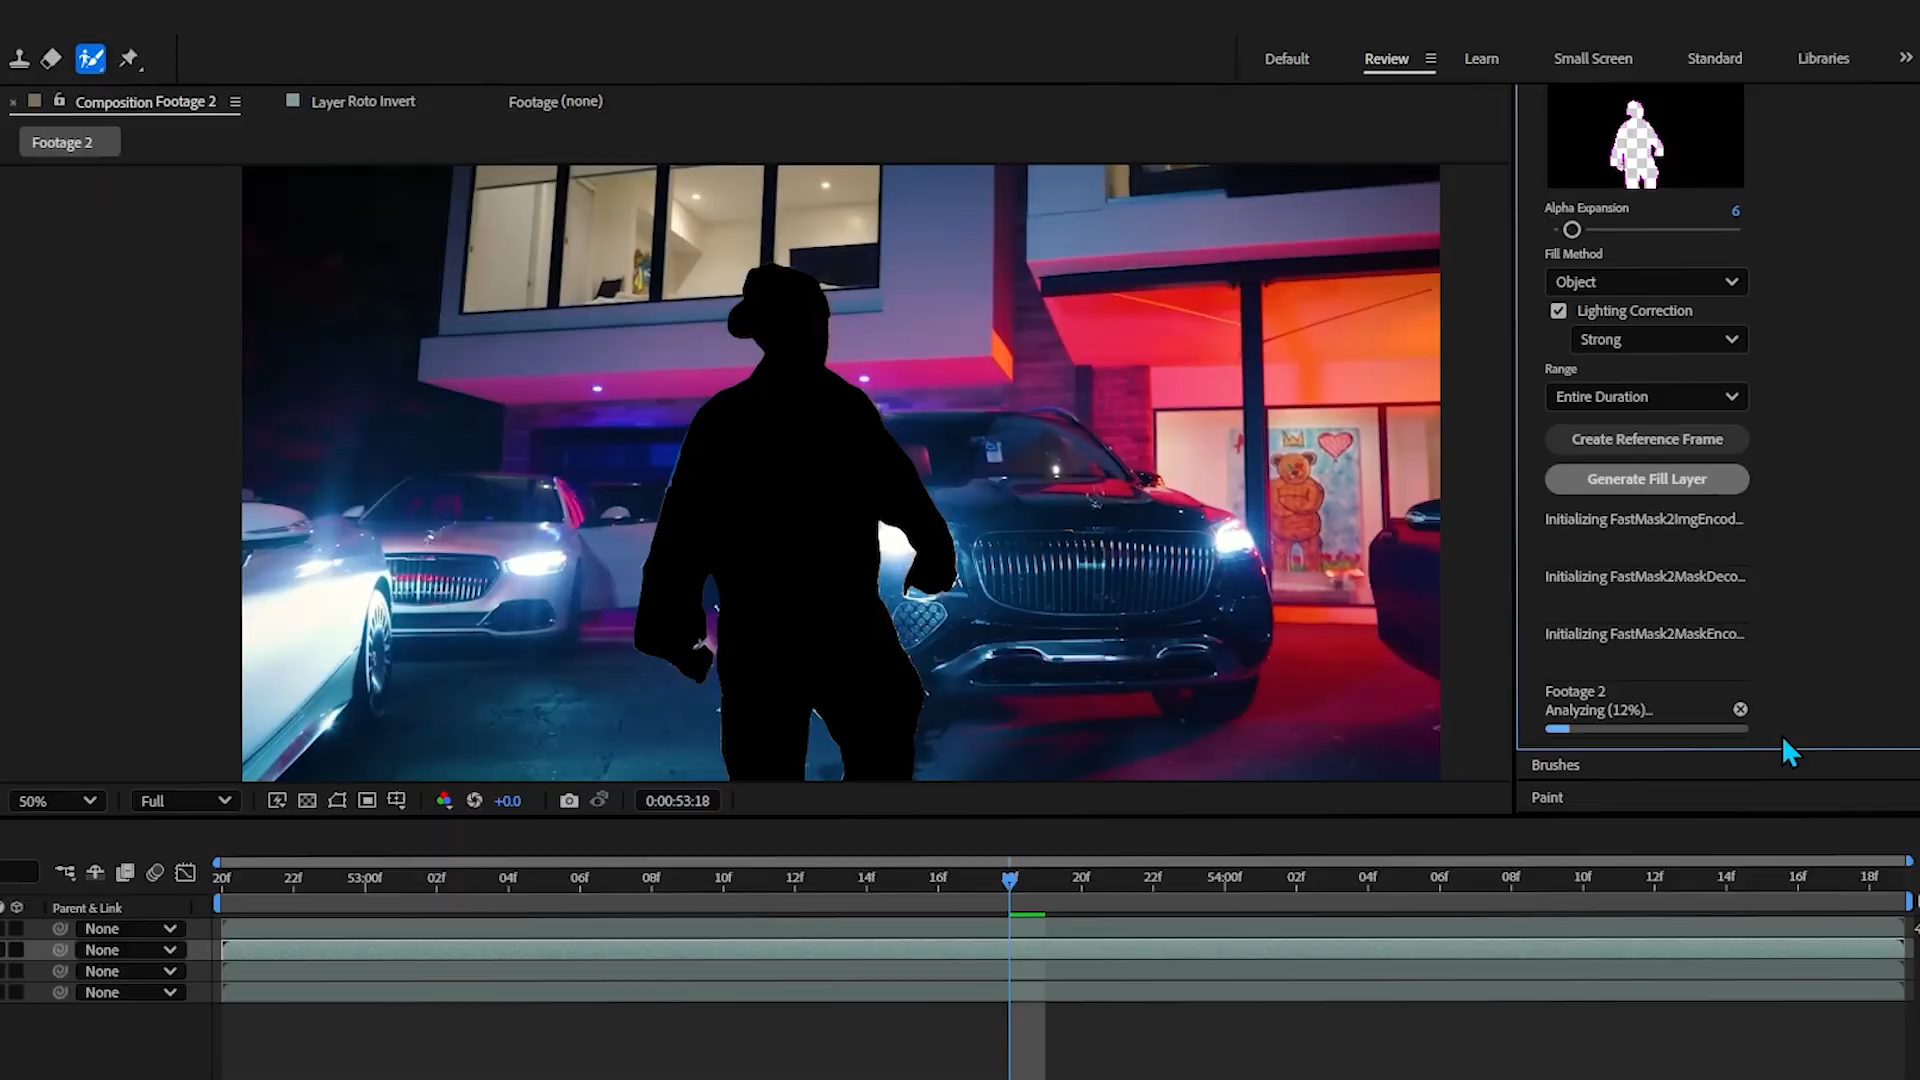 Default
Review
Learn
Small Screen
Standard
Libraries
Composition Footage 2
Layer Roto Invert
Footage (none)
Footage 2
Alpha Expansion
6
Fill Method
Object
Lighting Correction
Strong
Range
Entire Duration
Create Reference Frame
Generate Fill Layer
Initializing FastMask2ImgEncod...
Initializing FastMask2MaskDeco...
Initializing FastMask2MaskEnco...
Footage 2
Analyzing (12%)...
Brushes
Paint
50%
Full
+0.0
0:00:53:18
20f 22f 53:00f 02f 04f 06f 08f 10f 12f 14f 16f 20f 22f 54:00f 02f 04f 06f 08f 10f 12f 14f 16f 18f
Parent & Link
None
None
None
None